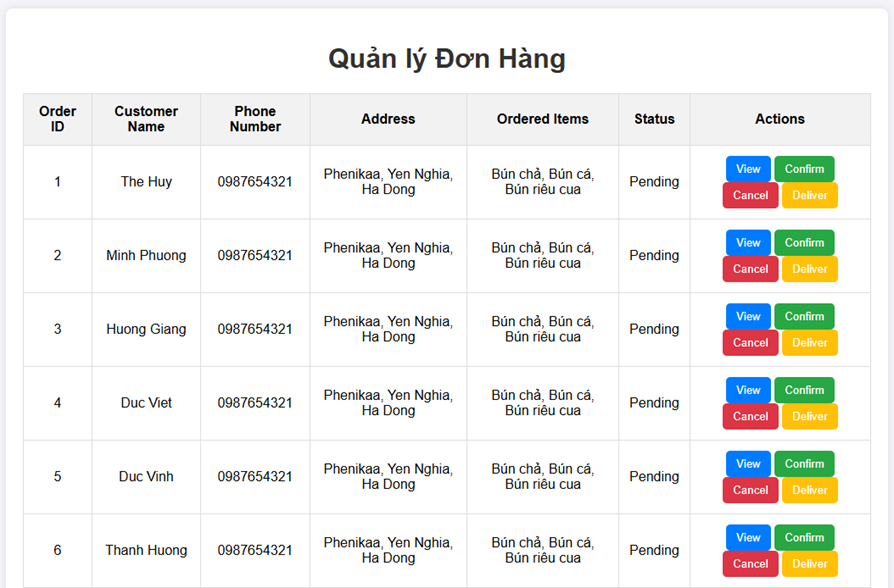 Quản lý Đơn Hàng
Order ID Customer Name Phone Number Address Ordered Items Status Actions
1 The Huy 0987654321 Phenikaa, Yen Nghia, Ha Dong Bún chả, Bún cá, Bún riêu cua Pending View Confirm Cancel Deliver
2 Minh Phuong 0987654321 Phenikaa, Yen Nghia, Ha Dong Bún chả, Bún cá, Bún riêu cua Pending View Confirm Cancel Deliver
3 Huong Giang 0987654321 Phenikaa, Yen Nghia, Ha Dong Bún chả, Bún cá, Bún riêu cua Pending View Confirm Cancel Deliver
4 Duc Viet 0987654321 Phenikaa, Yen Nghia, Ha Dong Bún chả, Bún cá, Bún riêu cua Pending View Confirm Cancel Deliver
5 Duc Vinh 0987654321 Phenikaa, Yen Nghia, Ha Dong Bún chả, Bún cá, Bún riêu cua Pending View Confirm Cancel Deliver
6 Thanh Huong 0987654321 Phenikaa, Yen Nghia, Ha Dong Bún chả, Bún cá, Bún riêu cua Pending View Confirm Cancel Deliver